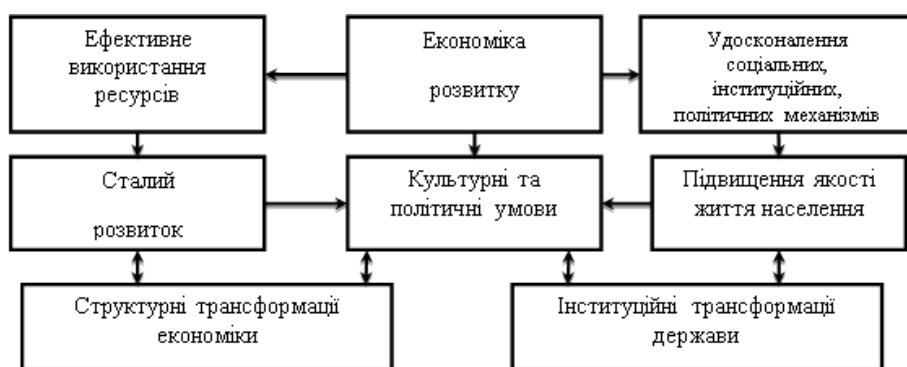 Ефективне
використання
ресурсів
Економіка
розвитку
Удосконалення
соціальних,
інституційних,
політичних механізмів
Сталий
розвиток
Культурні та
політичні умови
Підвищення якості
життя населення
Структурні трансформації
економіки
Інституційні трансформації
держави